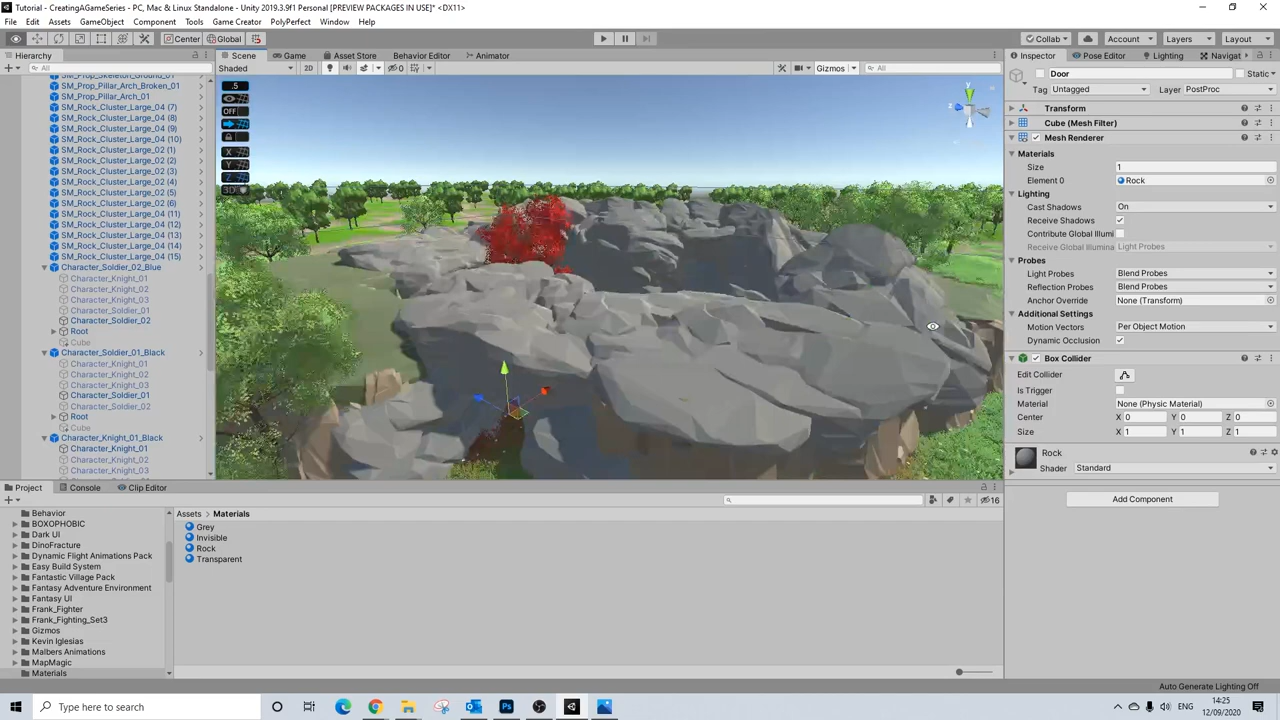 Tutorial - CreatingAGameSeries - PC, Mac & Linux Standalone - Unity 2019.3.9f1 Personal [PREVIEW PACKAGES IN USE]* <DX11>
File Edit Assets GameObject Component Tools Game Creator PolyPerfect Window Help
Center Global Collab Account Layers Layout
Hierarchy
All
SM_Prop_Skeleton_Ground_01
SM_Prop_Pillar_Arch_Broken_01
SM_Prop_Pillar_Arch_01
SM_Rock_Cluster_Large_04 (7)
SM_Rock_Cluster_Large_04 (8)
SM_Rock_Cluster_Large_04 (9)
SM_Rock_Cluster_Large_04 (10)
SM_Rock_Cluster_Large_02 (1)
SM_Rock_Cluster_Large_02 (2)
SM_Rock_Cluster_Large_02 (3)
SM_Rock_Cluster_Large_02 (4)
SM_Rock_Cluster_Large_02 (5)
SM_Rock_Cluster_Large_02 (6)
SM_Rock_Cluster_Large_04 (11)
SM_Rock_Cluster_Large_04 (12)
SM_Rock_Cluster_Large_04 (13)
SM_Rock_Cluster_Large_04 (14)
SM_Rock_Cluster_Large_04 (15)
Character_Soldier_02_Blue
Character_Knight_01
Character_Knight_02
Character_Knight_03
Character_Soldier_01
Character_Soldier_02
Root
Cube
Character_Soldier_01_Black
Character_Knight_01
Character_Knight_02
Character_Knight_03
Character_Soldier_01
Character_Soldier_02
Root
Cube
Character_Knight_01_Black
Character_Knight_01
Character_Knight_02
Character_Knight_03
Scene Game Asset Store Behavior Editor Animator
Shaded 2D 0 Gizmos All
.5
OFF
X
Y
Z
3D
y
z
Inspector Pose Editor Lighting Navigat
Door Static
Tag Untagged Layer PostProc
Transform
Cube (Mesh Filter)
Mesh Renderer
Materials
Size 1
Element 0 Rock
Lighting
Cast Shadows On
Receive Shadows
Contribute Global Illumi
Receive Global Illumina Light Probes
Probes
Light Probes Blend Probes
Reflection Probes Blend Probes
Anchor Override None (Transform)
Additional Settings
Motion Vectors Per Object Motion
Dynamic Occlusion
Box Collider
Edit Collider
Is Trigger
Material None (Physic Material)
Center X 0 Y 0 Z 0
Size X 1 Y 1 Z 1
Rock
Shader Standard
Add Component
Project Console Clip Editor
16
Behavior
BOXOPHOBIC
Dark UI
DinoFracture
Dynamic Flight Animations Pack
Easy Build System
Fantastic Village Pack
Fantasy Adventure Environment
Fantasy UI
Frank_Fighter
Frank_Fighting_Set3
Gizmos
Kevin Iglesias
Malbers Animations
MapMagic
Materials
Assets Materials
Grey
Invisible
Rock
Transparent
Auto Generate Lighting Off
Type here to search
ENG
14:25
12/09/2020